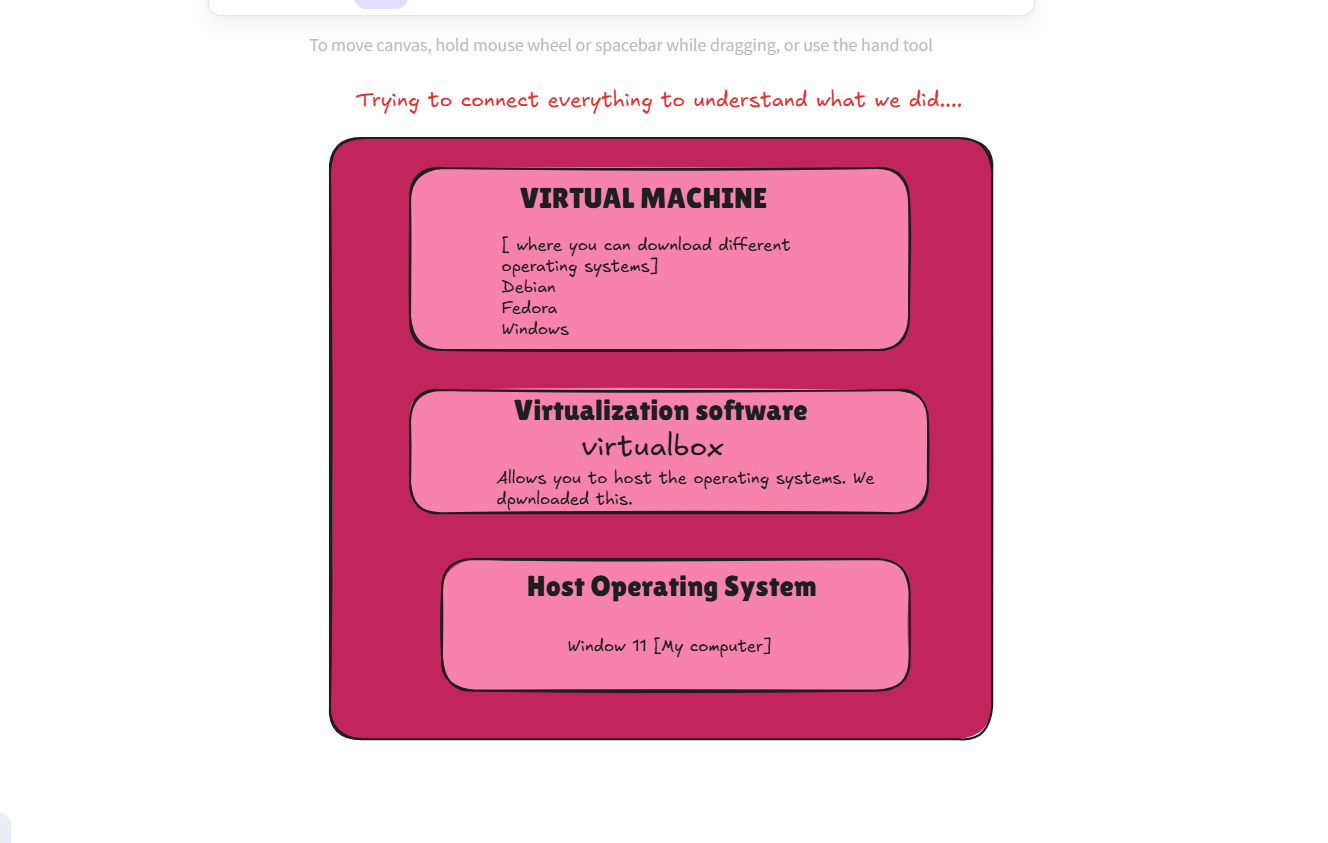 To move canvas, hold mouse wheel or spacebar while dragging, or use the hand tool
Trying to connect everything to understand what we did....
VIRTUAL MACHINE
[ where you can download different
operating systems]
Debian
Fedora
Windows
Virtualization software
virtualbox
Allows you to host the operating systems. We
dpwnloaded this.
Host Operating System
Window 11 [My computer]